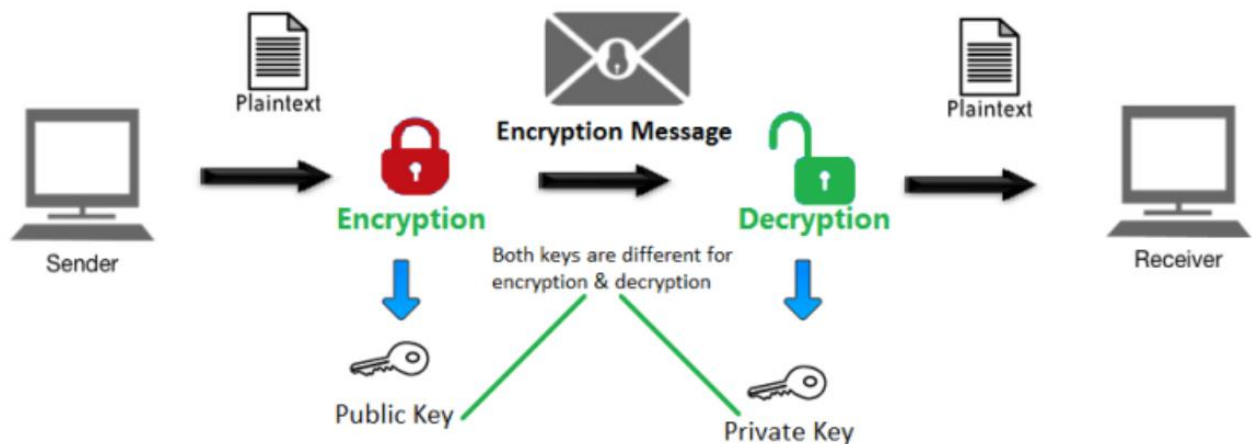 Plaintext
Plaintext
Encryption Message
Encryption
Decryption
Sender
Both keys are different for
encryption & decryption
Receiver
Public Key
Private Key